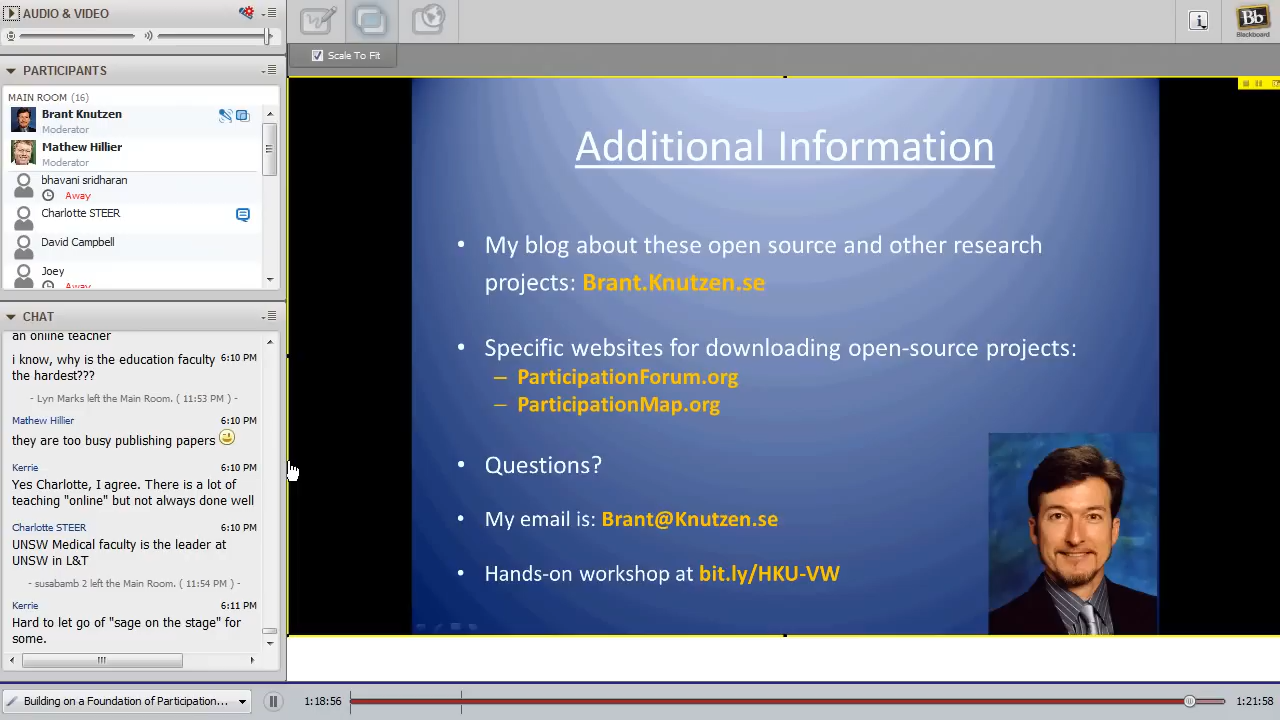 AUDIO & VIDEO
PARTICIPANTS
MAIN ROOM (16)
Brant Knutzen
Moderator
Mathew Hillier
Moderator
bhavani sridharan
Away
Charlotte STEER
David Campbell
Joey
Away
CHAT
an online teacher
i know, why is the education faculty 6:10 PM
the hardest???
- Lyn Marks left the Main Room. ( 11:53 PM ) -
Mathew Hillier 6:10 PM
they are too busy publishing papers
Kerrie 6:10 PM
Yes Charlotte, I agree. There is a lot of
teaching "online" but not always done well
Charlotte STEER 6:10 PM
UNSW Medical faculty is the leader at
UNSW in L&T
- susabamb 2 left the Main Room. ( 11:54 PM ) -
Kerrie 6:11 PM
Hard to let go of "sage on the stage" for
some.
Building on a Foundation of Participation...
Scale To Fit
Bb
Blackboard
Additional Information
• My blog about these open source and other research
projects: Brant.Knutzen.se
• Specific websites for downloading open-source projects:
– ParticipationForum.org
– ParticipationMap.org
• Questions?
• My email is: Brant@Knutzen.se
• Hands-on workshop at bit.ly/HKU-VW
1:18:56
1:21:58